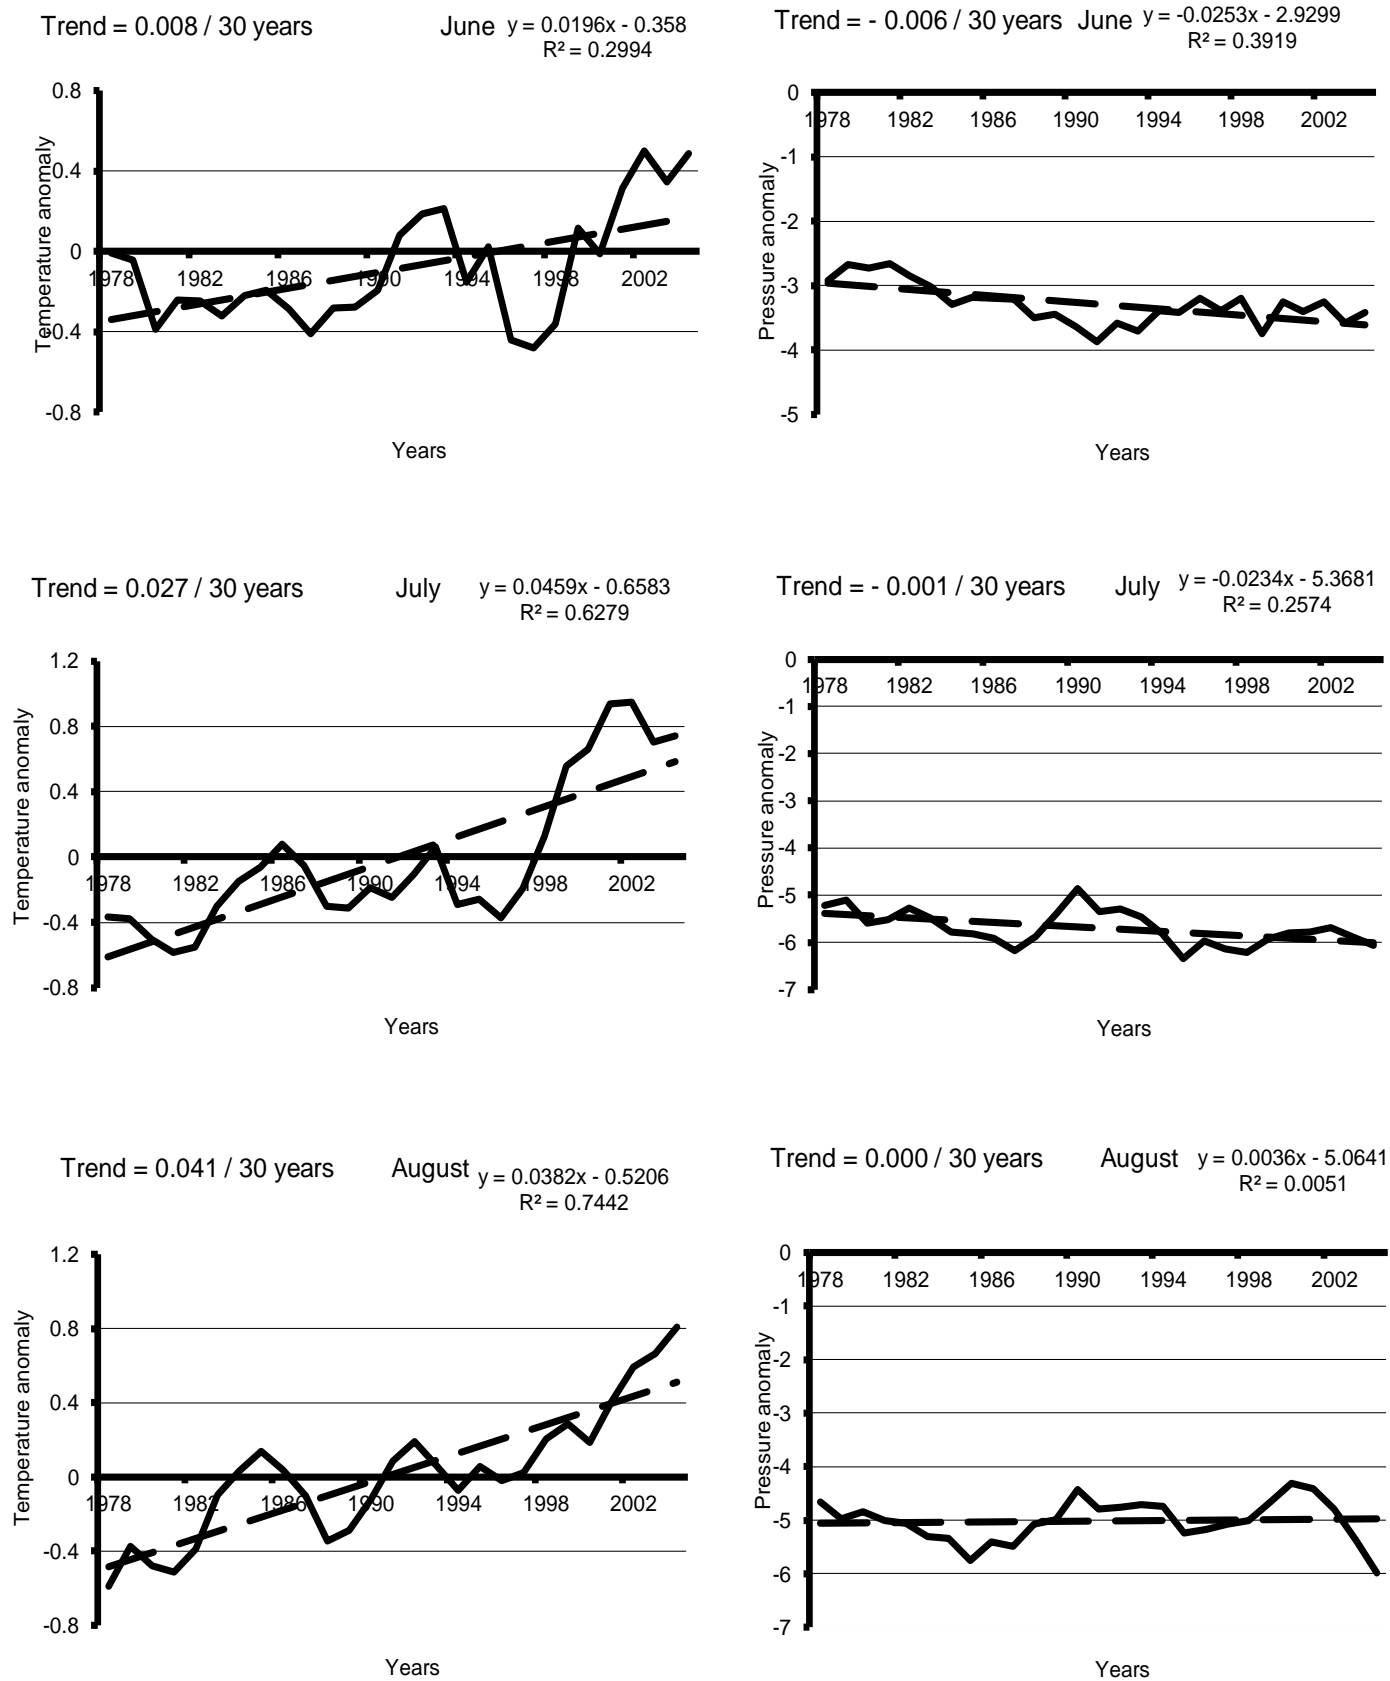 Trend = 0.008 / 30 years June y = 0.0196x - 0.358
R² = 0.2994
0.8
0.4
0
-0.4
-0.8
Temperature anomaly
1978 1982 1986 1990 1994 1998 2002
Years
Trend = - 0.006 / 30 years June y = -0.0253x - 2.9299
R² = 0.3919
0
1978 1982 1986 1990 1994 1998 2002
-1
-2
-3
-4
-5
Pressure anomaly
Years
Trend = 0.027 / 30 years July y = 0.0459x - 0.6583
R² = 0.6279
1.2
0.8
0.4
0
-0.4
-0.8
Temperature anomaly
1978 1982 1986 1990 1994 1998 2002
Years
Trend = - 0.001 / 30 years July y = -0.0234x - 5.3681
R² = 0.2574
0
1978 1982 1986 1990 1994 1998 2002
-1
-2
-3
-4
-5
-6
-7
Pressure anomaly
Years
Trend = 0.041 / 30 years August y = 0.0382x - 0.5206
R² = 0.7442
1.2
0.8
0.4
0
-0.4
-0.8
Temperature anomaly
1978 1982 1986 1990 1994 1998 2002
Years
Trend = 0.000 / 30 years August y = 0.0036x - 5.0641
R² = 0.0051
0
1978 1982 1986 1990 1994 1998 2002
-1
-2
-3
-4
-5
-6
-7
Pressure anomaly
Years